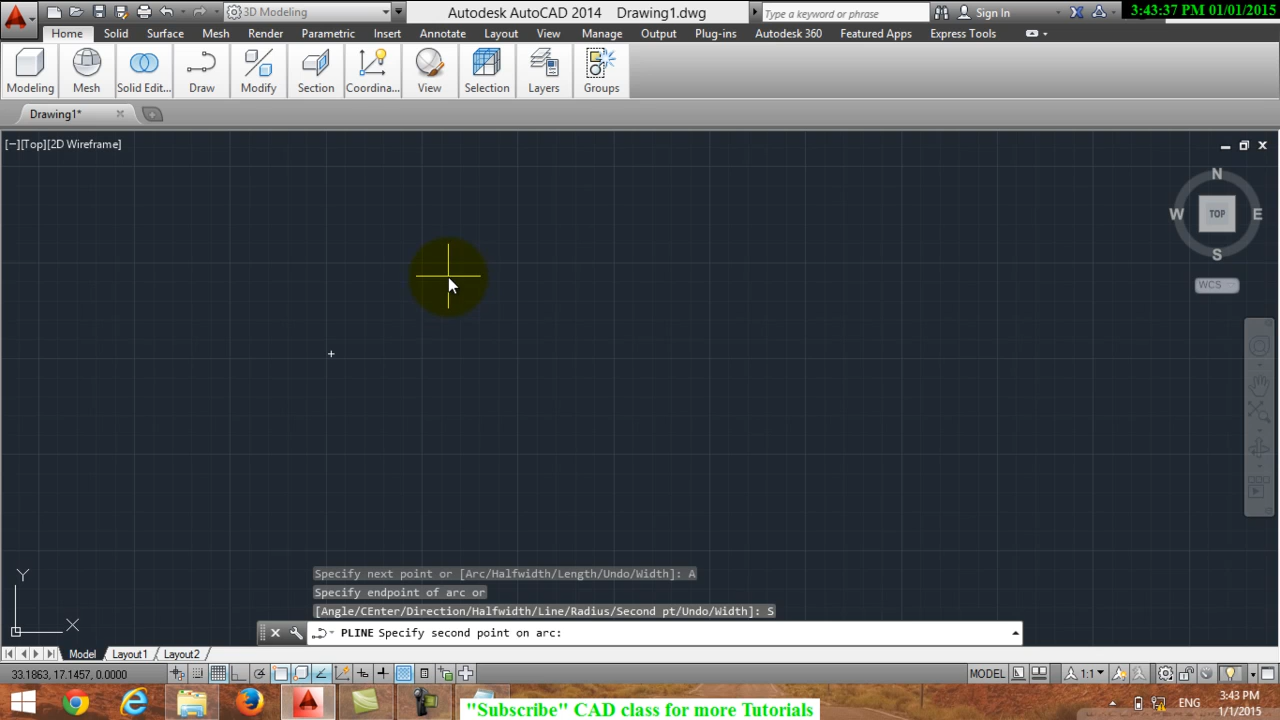 3D Modeling
Autodesk AutoCAD 2014 Drawing1.dwg
Type a keyword or phrase
Sign In
3:43:37 PM 01/01/2015
Home Solid Surface Mesh Render Parametric Insert Annotate Layout View Manage Output Plug-ins Autodesk 360 Featured Apps Express Tools
Modeling Mesh Solid Edit... Draw Modify Section Coordina... View Selection Layers Groups
Drawing1*
[−][Top][2D Wireframe]
N
W TOP E
S
WCS
Y
X
Specify next point or [Arc/Halfwidth/Length/Undo/Width]: A
Specify endpoint of arc or
[Angle/CEnter/Direction/Halfwidth/Line/Radius/Second pt/Undo/Width]: S
PLINE Specify second point on arc:
Model Layout1 Layout2
33.1863, 17.1457, 0.0000
MODEL 1:1
ENG
3:43 PM
1/1/2015
"Subscribe" CAD class for more Tutorials